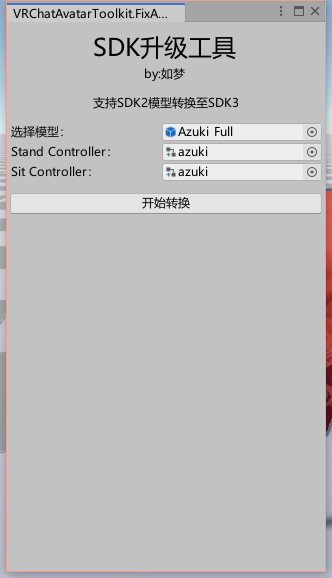 VRChatAvatarToolkit.FixA...
SDK升级工具
by:如梦
支持SDK2模型转换至SDK3
选择模型: Azuki Full
Stand Controller: azuki
Sit Controller: azuki
开始转换